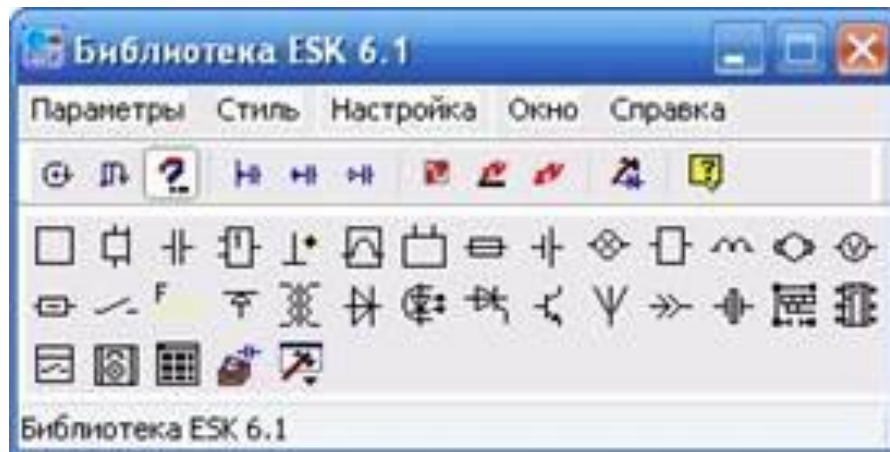 Библиотека ESK 6.1
Параметры Стиль Настройка Окно Справка
F
Библиотека ESK 6.1